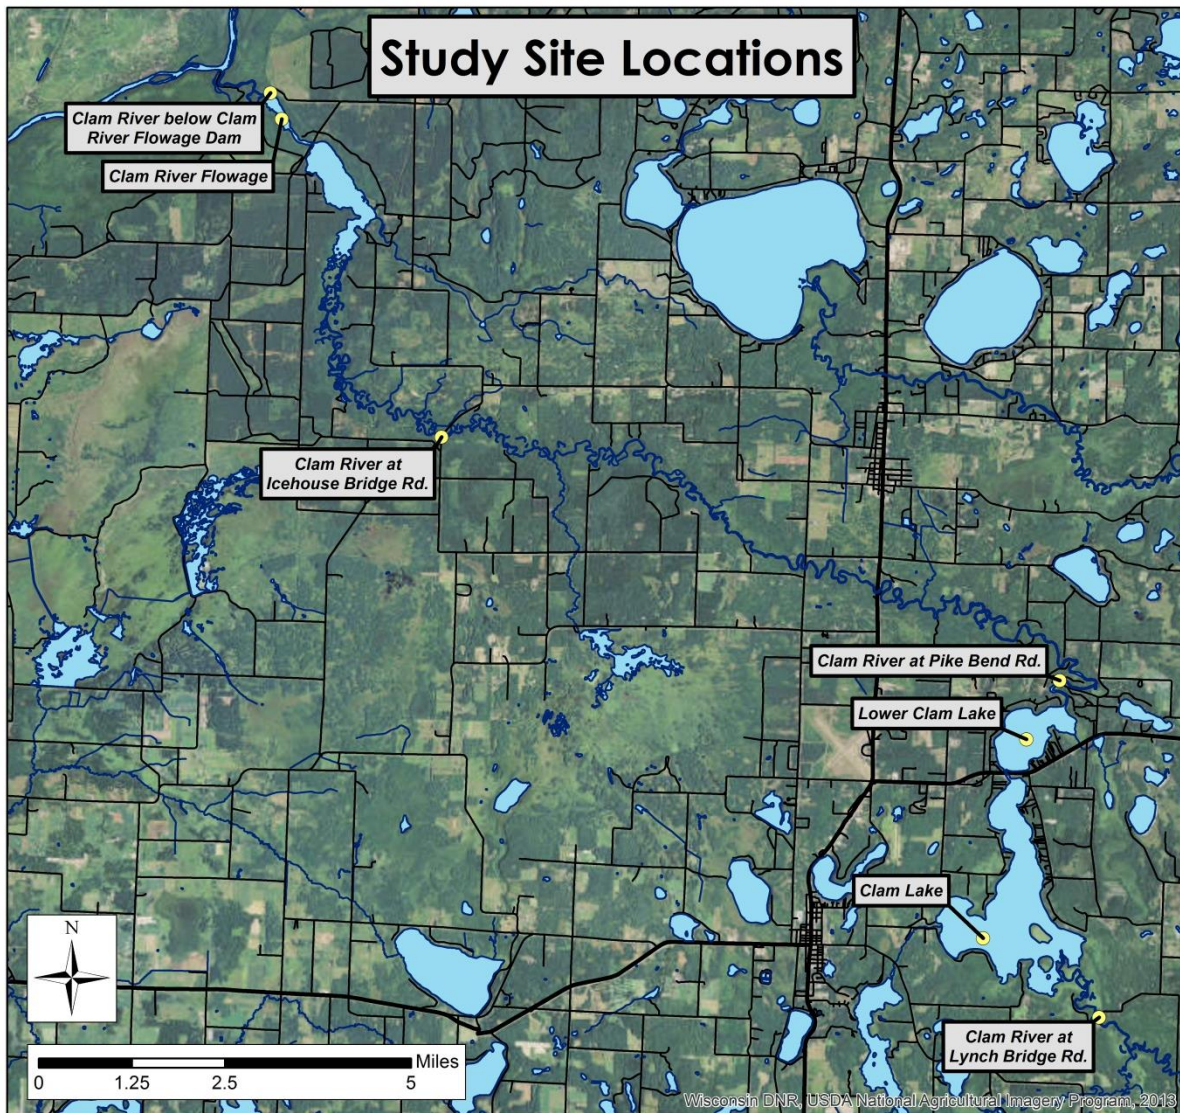 Study Site Locations
Clam River below Clam
River Flowage Dam
Clam River Flowage
Clam River at
Icehouse Bridge Rd.
Clam River at Pike Bend Rd.
Lower Clam Lake
Clam Lake
Clam River at
Lynch Bridge Rd.
N
Miles
0 1.25 2.5 5
Wisconsin DNR, USDA National Agricultural Imagery Program, 2013